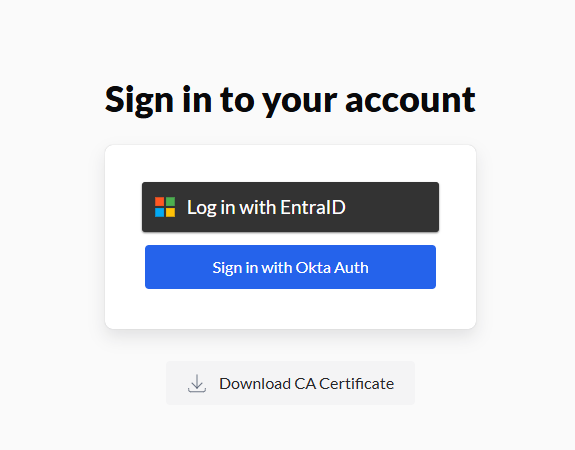 Sign in to your account
Log in with EntraID
Sign in with Okta Auth
Download CA Certificate